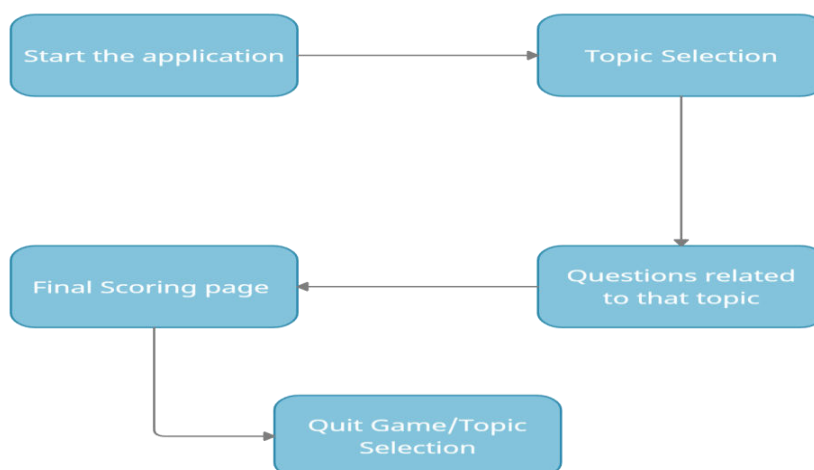 Start the application
Topic Selection
Questions related
to that topic
Final Scoring page
Quit Game/Topic
Selection